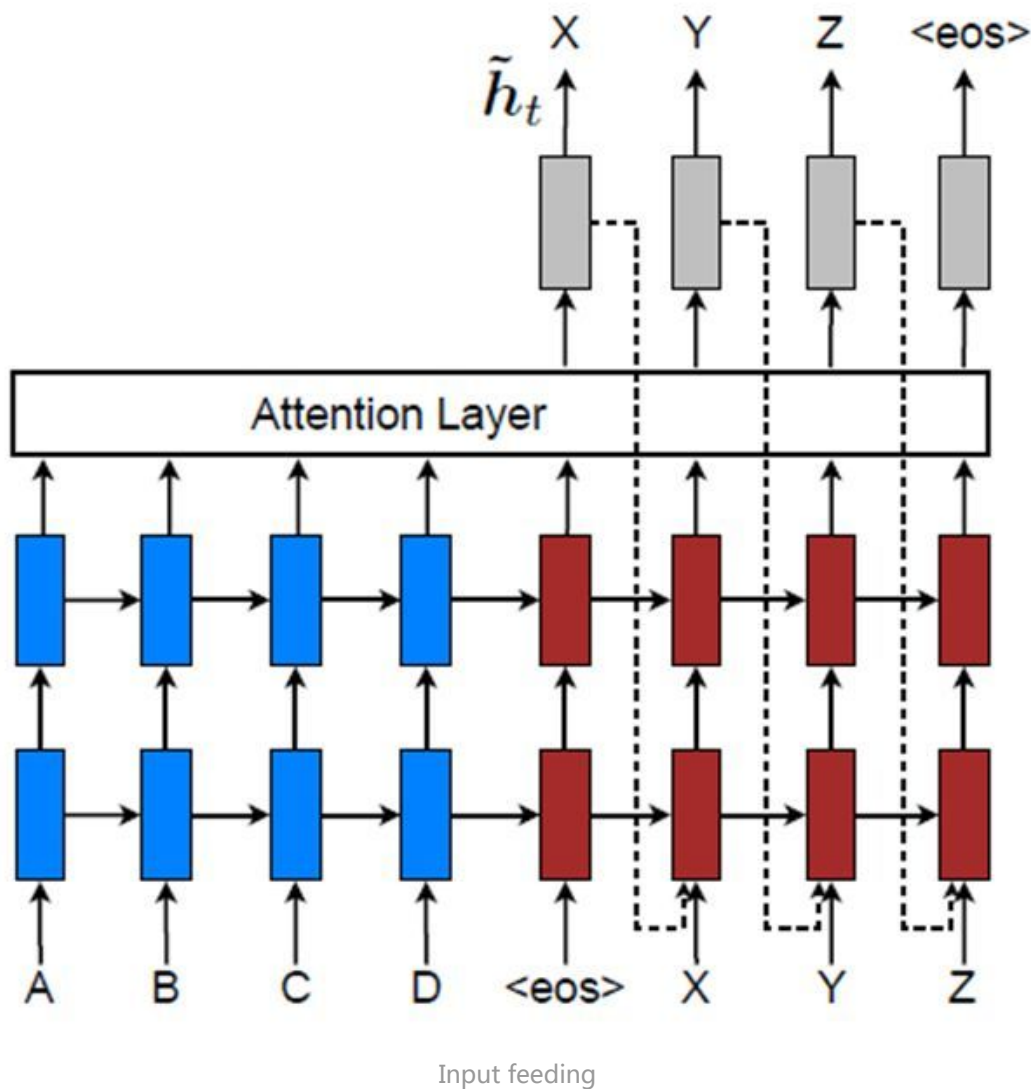 X Y Z <eos>
h̃t
Attention Layer
A B C D <eos> X Y Z
Input feeding